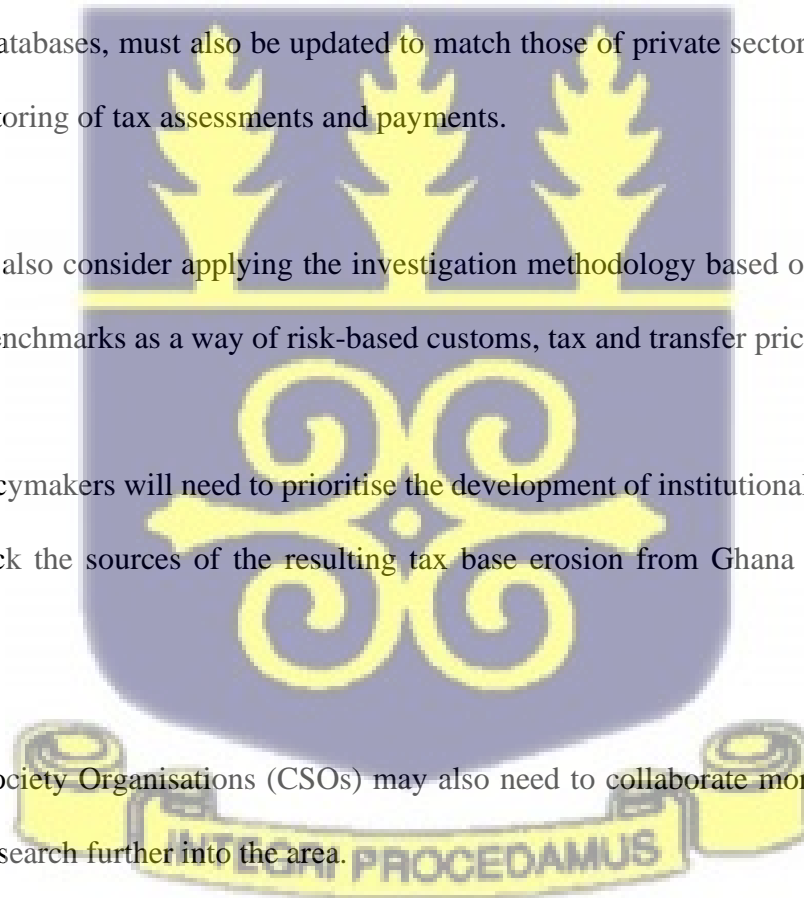 atabases, must also be updated to match those of private sector
toring of tax assessments and payments.
also consider applying the investigation methodology based o
enchmarks as a way of risk-based customs, tax and transfer pric
cymakers will need to prioritise the development of institutional
ck the sources of the resulting tax base erosion from Ghana
ociety Organisations (CSOs) may also need to collaborate mor
search further into the area.
INTEGRI PROCEDAMUS